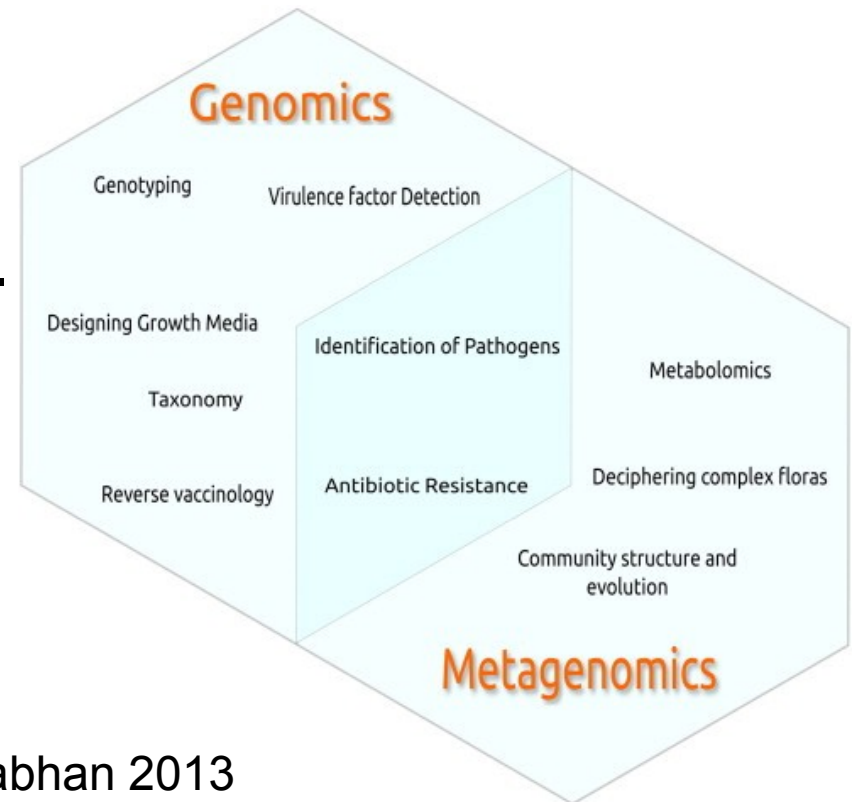 Genomics
Genotyping
Virulence factor Detection
Designing Growth Media
Identification of Pathogens
Metabolomics
Taxonomy
Deciphering complex floras
Reverse vaccinology
Antibiotic Resistance
Community structure and
evolution
Metagenomics
abhan 2013